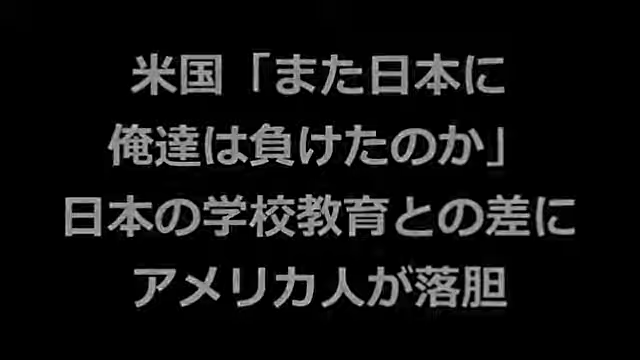 米国「また日本に
俺達は負けたのか」
日本の学校教育との差に
アメリカ人が落胆